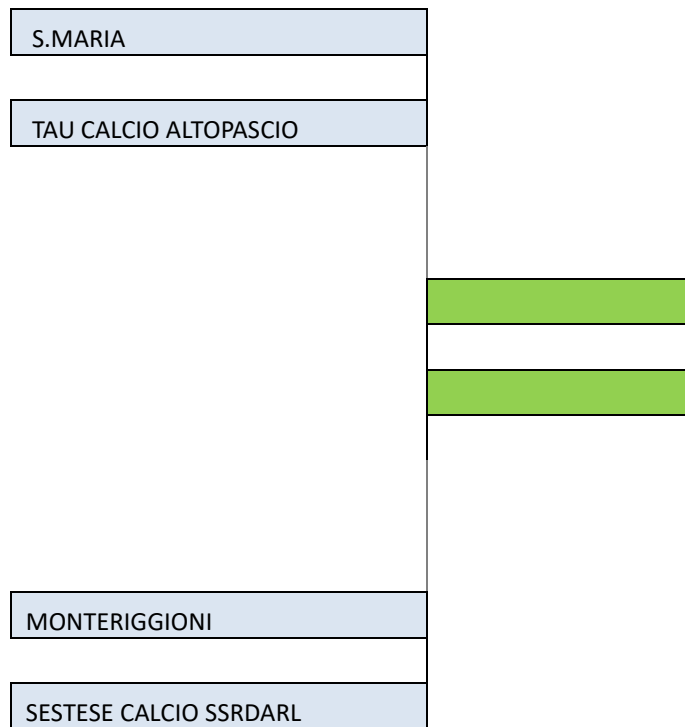 S.MARIA
TAU CALCIO ALTOPASCIO
MONTERIGGIONI
SESTESE CALCIO SSRDARL